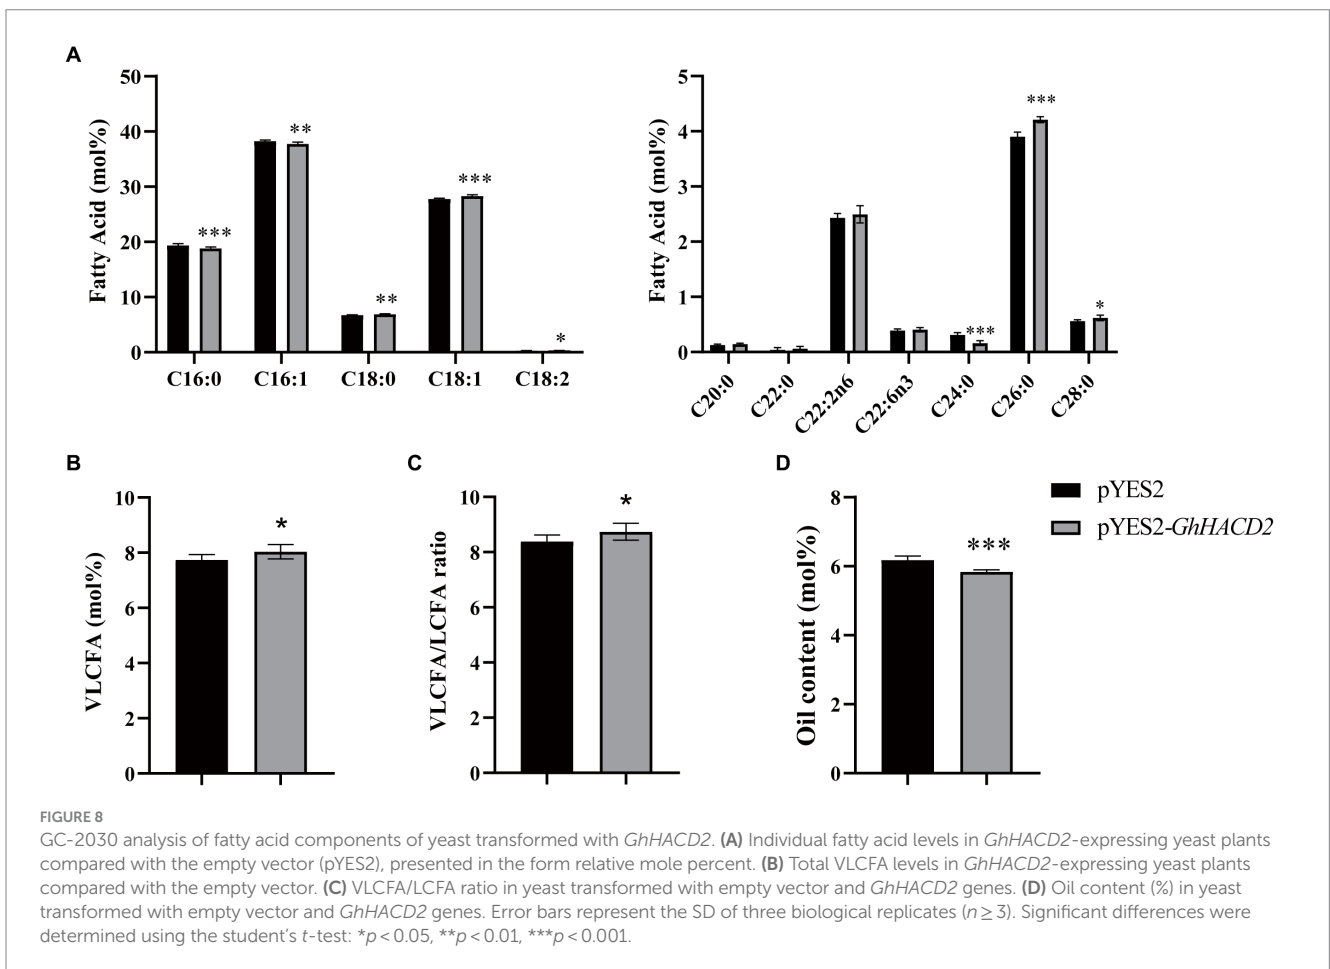 A
50
40
30
20
10
0
Fatty Acid (mol%)
***
**
**
***
*
C16:0 C16:1 C18:0 C18:1 C18:2
5
4
3
2
1
0
Fatty Acid (mol%)
***
***
*
C20:0 C22:0 C22:2n6 C22:6n3 C24:0 C26:0 C28:0
B
10
8
6
4
2
0
VLCFA (mol%)
*
C
10
8
6
4
2
0
VLCFA/LCFA ratio
*
D
8
6
4
2
0
Oil content (mol%)
***
pYES2
pYES2-GhHACD2
FIGURE 8
GC-2030 analysis of fatty acid components of yeast transformed with GhHACD2. (A) Individual fatty acid levels in GhHACD2-expressing yeast plants
compared with the empty vector (pYES2), presented in the form relative mole percent. (B) Total VLCFA levels in GhHACD2-expressing yeast plants
compared with the empty vector. (C) VLCFA/LCFA ratio in yeast transformed with empty vector and GhHACD2 genes. (D) Oil content (%) in yeast
transformed with empty vector and GhHACD2 genes. Error bars represent the SD of three biological replicates (n ≥ 3). Significant differences were
determined using the student's t-test: *p < 0.05, **p < 0.01, ***p < 0.001.